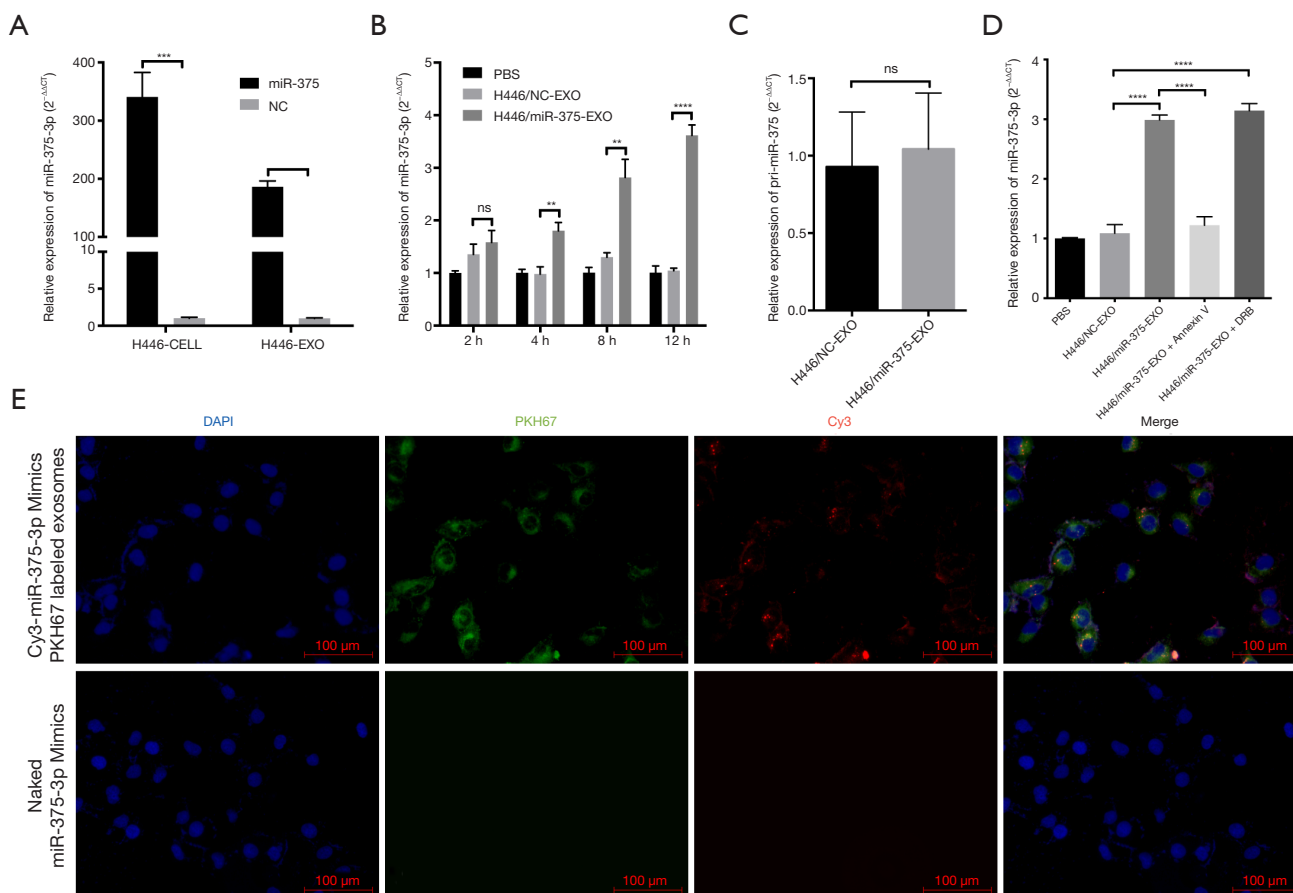 A
Relative expression of miR-375-3p (2⁻ΔΔCT)
400
300
200
100
10
5
0
***
miR-375
NC
H446-CELL
H446-EXO
B
Relative expression of miR-375-3p (2⁻ΔΔCT)
5
4
3
2
1
0
PBS
H446/NC-EXO
H446/miR-375-EXO
ns
**
**
****
2 h
4 h
8 h
12 h
C
Relative expression of pri-miR-375 (2⁻ΔΔCT)
1.5
1.0
0.5
0.0
ns
H446/NC-EXO
H446/miR-375-EXO
D
Relative expression of miR-375-3p (2⁻ΔΔCT)
4
3
2
1
0
****
****
****
PBS
H446/NC-EXO
H446/miR-375-EXO
H446/miR-375-EXO + Annexin V
H446/miR-375-EXO + DRB
E
DAPI
PKH67
Cy3
Merge
Cy3-miR-375-3p Mimics
PKH67 labeled exosomes
100 μm
100 μm
100 μm
100 μm
Naked
miR-375-3p Mimics
100 μm
100 μm
100 μm
100 μm